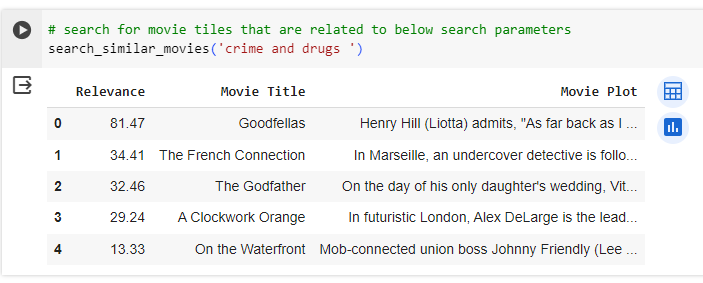 # search for movie tiles that are related to below search parameters
search_similar_movies('crime and drugs ')
Relevance Movie Title Movie Plot
0 81.47 Goodfellas Henry Hill (Liotta) admits, "As far back as I ...
1 34.41 The French Connection In Marseille, an undercover detective is follo...
2 32.46 The Godfather On the day of his only daughter's wedding, Vit...
3 29.24 A Clockwork Orange In futuristic London, Alex DeLarge is the lead...
4 13.33 On the Waterfront Mob-connected union boss Johnny Friendly (Lee ...